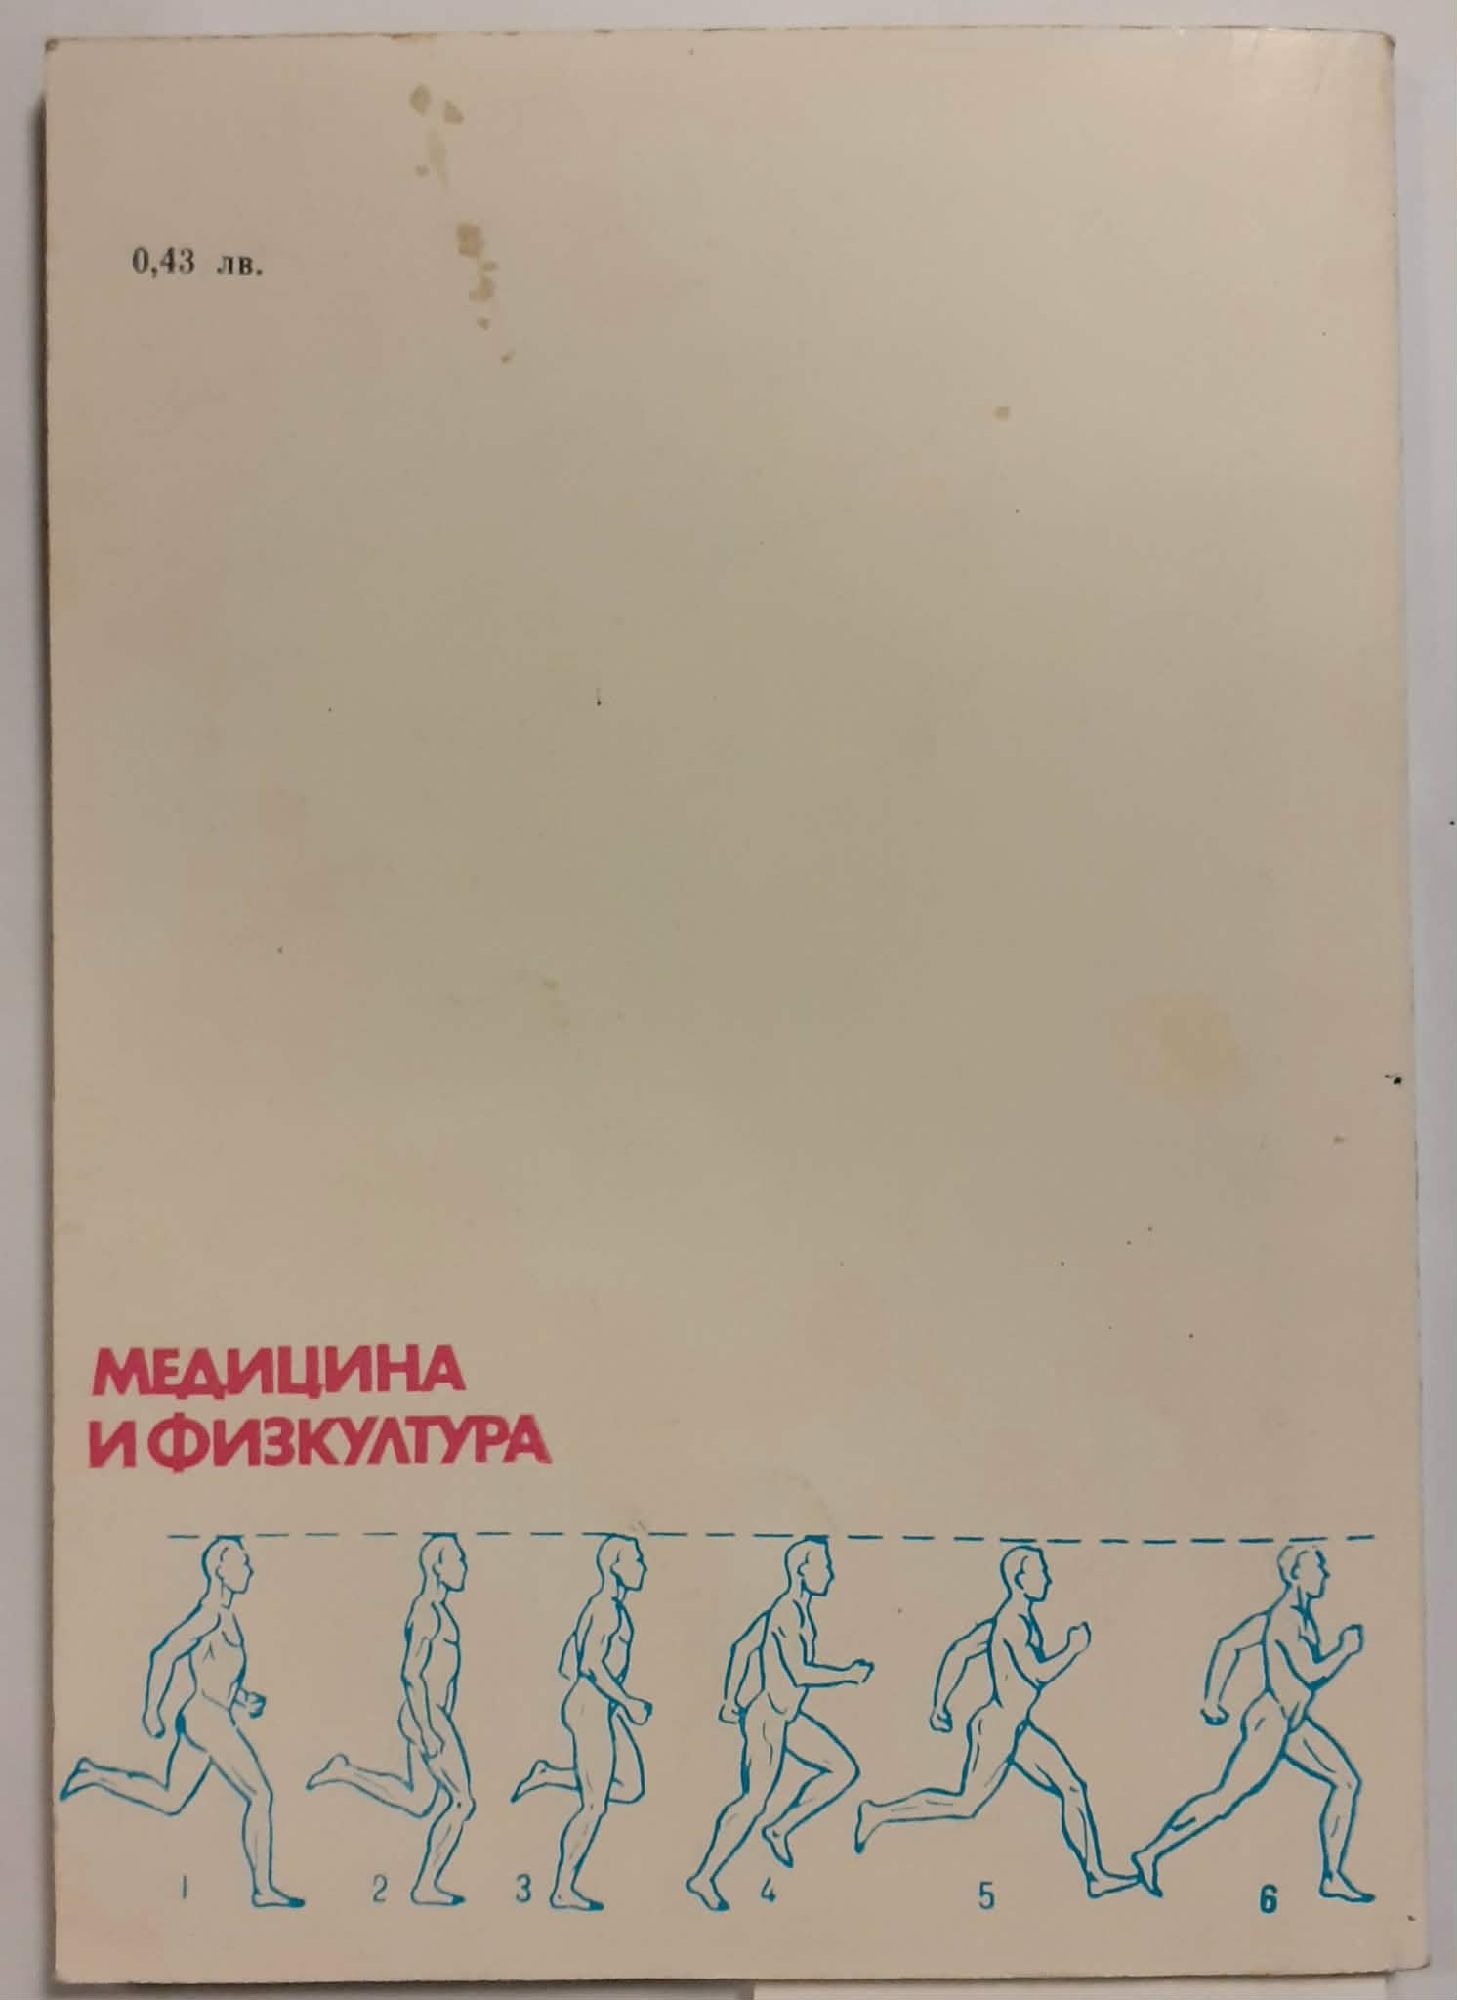 0,43 лв.
МЕДИЦИНА
И ФИЗКУЛТУРА
1 2 3 4 5 6